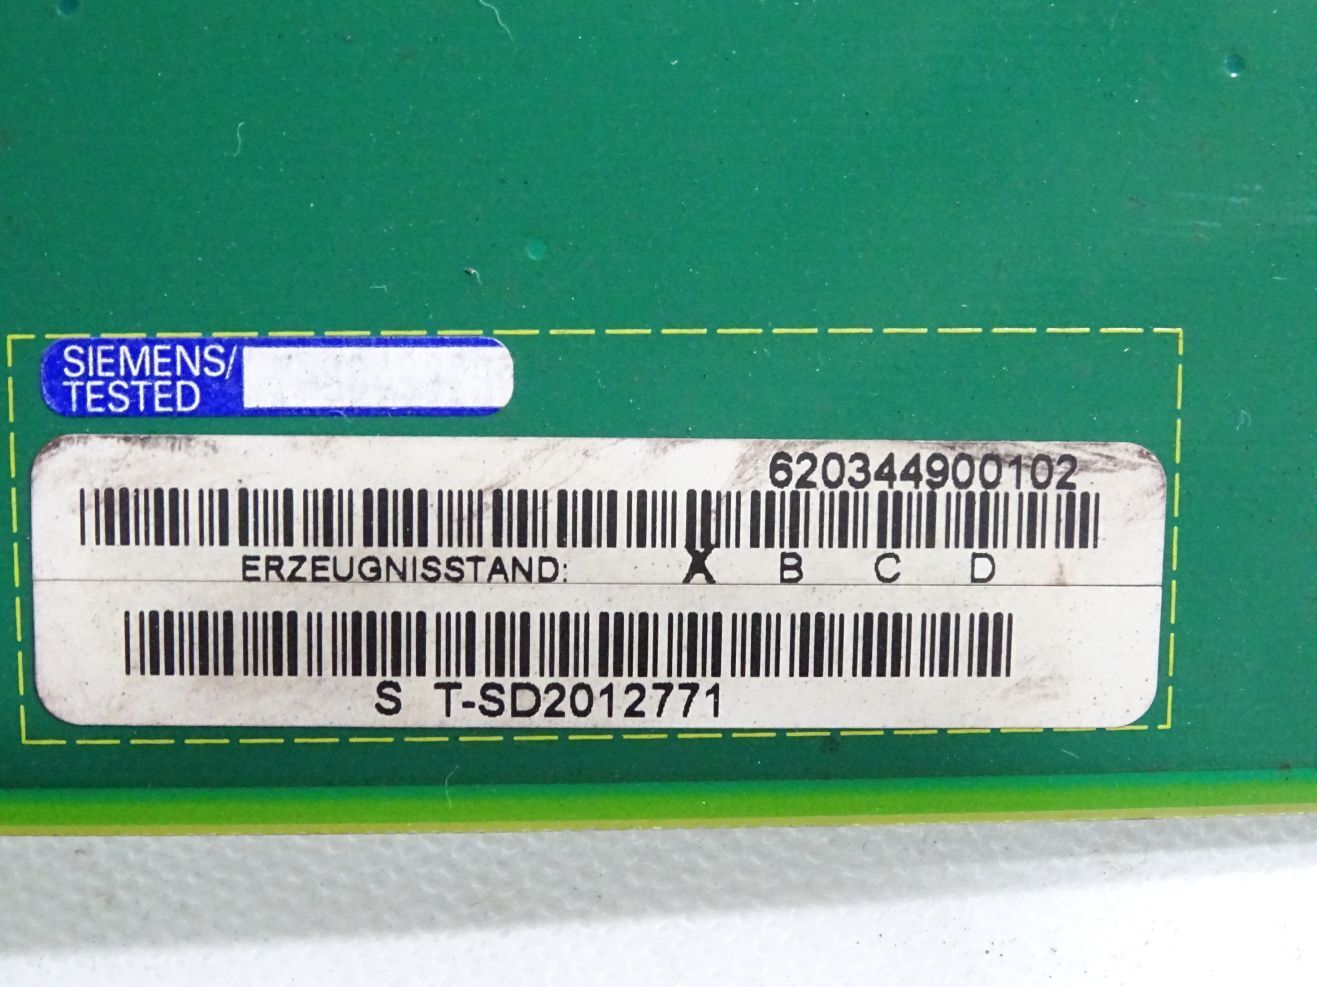 SIEMENS/
TESTED
620344900102
ERZEUGNISSTAND: A B C D
S T-SD2012771